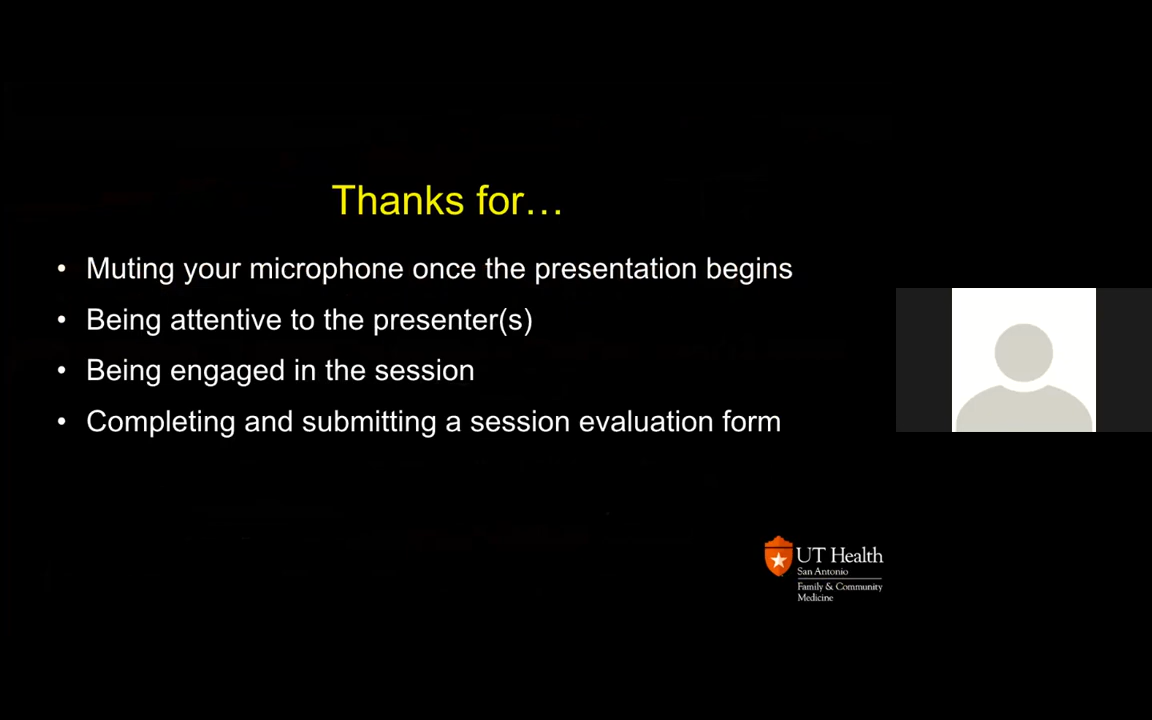 Thanks for…
• Muting your microphone once the presentation begins
• Being attentive to the presenter(s)
• Being engaged in the session
• Completing and submitting a session evaluation form
UT Health
San Antonio
Family & Community
Medicine